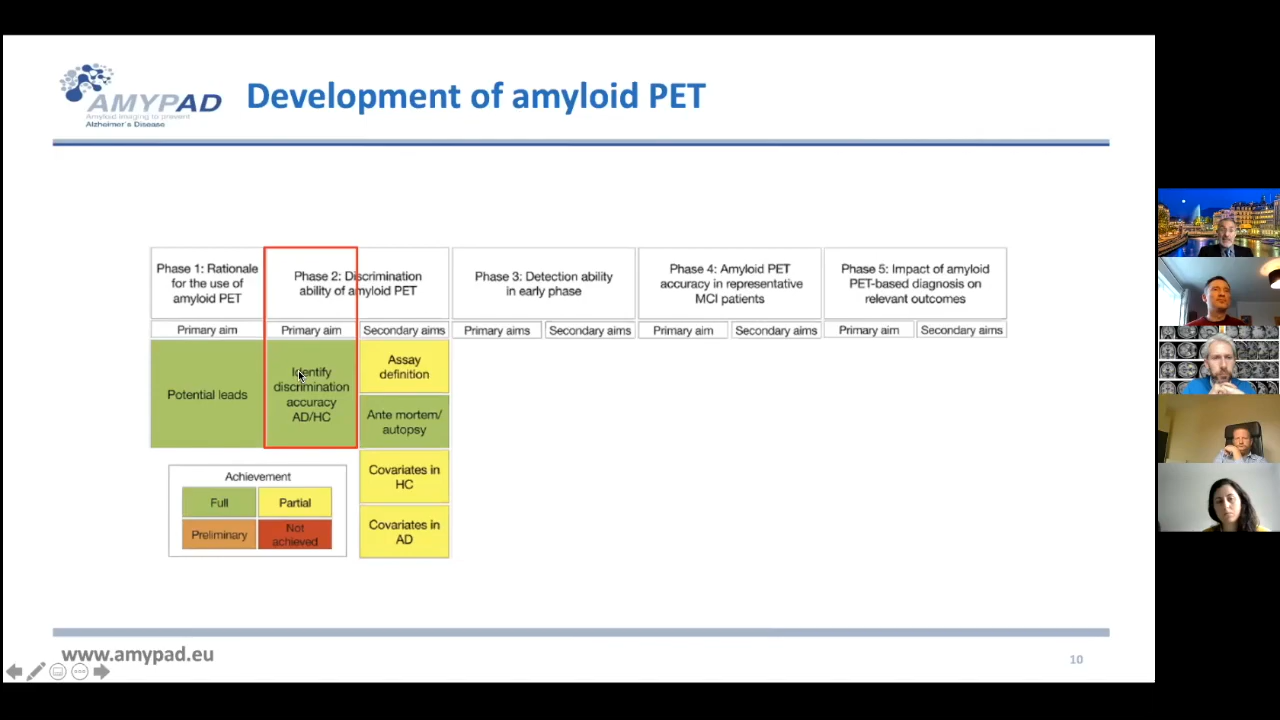 AMYPAD
Amyloid imaging to prevent
Alzheimer's Disease
Development of amyloid PET
Phase 1: Rationale
for the use of
amyloid PET
Phase 2: Discrimination
ability of amyloid PET
Phase 3: Detection ability
in early phase
Phase 4: Amyloid PET
accuracy in representative
MCI patients
Phase 5: Impact of amyloid
PET-based diagnosis on
relevant outcomes
Primary aim
Primary aim
Secondary aims
Primary aims
Secondary aims
Primary aim
Secondary aims
Primary aim
Secondary aims
Potential leads
Identify
discrimination
accuracy
AD/HC
Assay
definition
Ante mortem/
autopsy
Covariates in
HC
Covariates in
AD
Achievement
Full
Partial
Preliminary
Not
achieved
www.amypad.eu
10